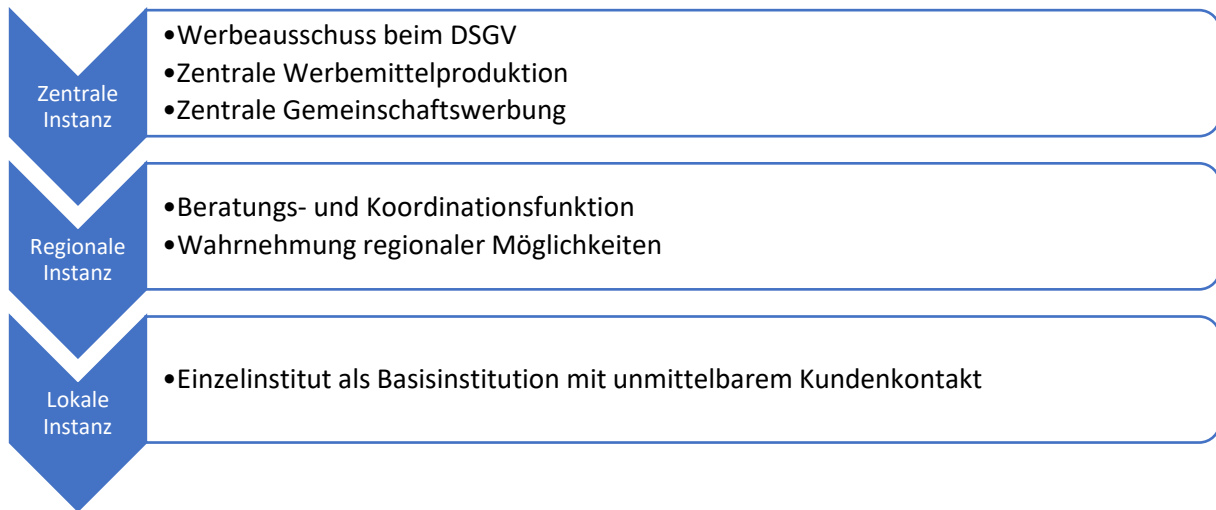 Zentrale
Instanz
•Werbeausschuss beim DSGV
•Zentrale Werbemittelproduktion
•Zentrale Gemeinschaftswerbung
Regionale
Instanz
•Beratungs- und Koordinationsfunktion
•Wahrnehmung regionaler Möglichkeiten
Lokale
Instanz
•Einzelinstitut als Basisinstitution mit unmittelbarem Kundenkontakt